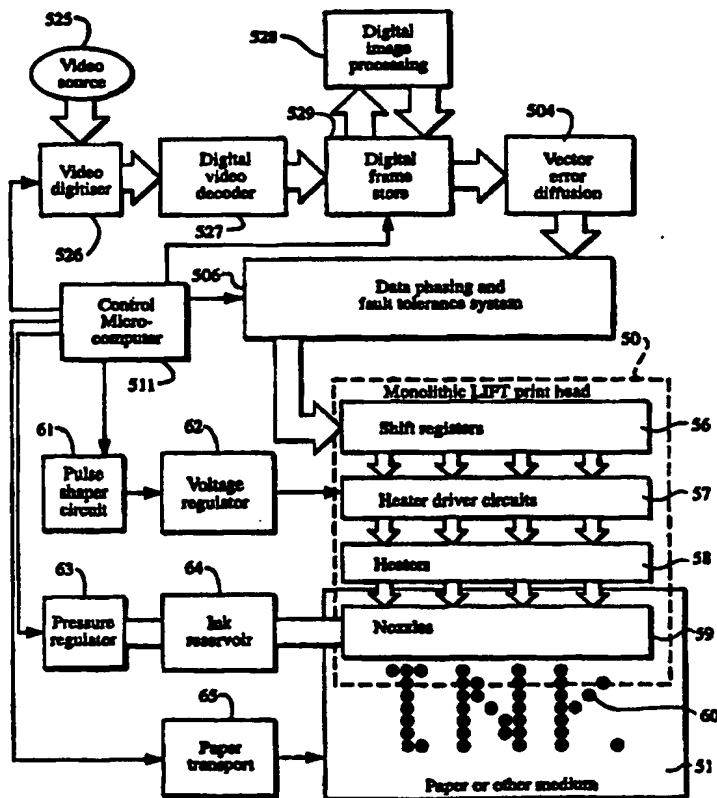 525
Video
source
528
Digital
image
processing
529
504
Video
digitiser
526
Digital
video
decoder
527
Digital
frame
store
Vector
error
diffusion
506
Data phasing and
fault tolerance system
Control
Micro-
computer
511
50
Monolithic LIFT print head
Shift registers
56
61
Pulse
shaper
circuit
62
Voltage
regulator
Heater driver circuits
57
Heaters
58
63
Pressure
regulator
64
Ink
reservoir
Nozzles
59
INK
60
65
Paper
transport
51
Paper or other medium